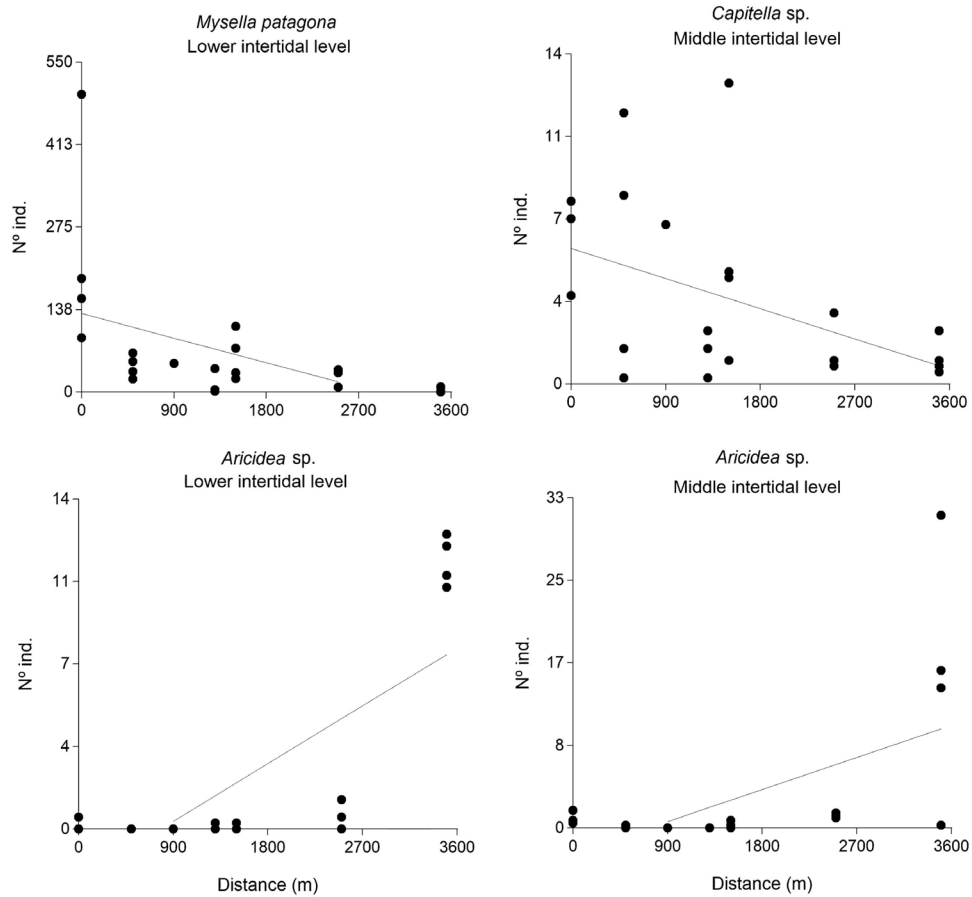 Mysella patagona
Lower intertidal level
550
413
275
138
0
Nº ind.
0 900 1800 2700 3600
Capitella sp.
Middle intertidal level
14
11
7
4
0
Nº ind.
0 900 1800 2700 3600
Aricidea sp.
Lower intertidal level
14
11
7
4
0
Nº ind.
0 900 1800 2700 3600
Distance (m)
Aricidea sp.
Middle intertidal level
33
25
17
8
0
Nº ind.
0 900 1800 2700 3600
Distance (m)